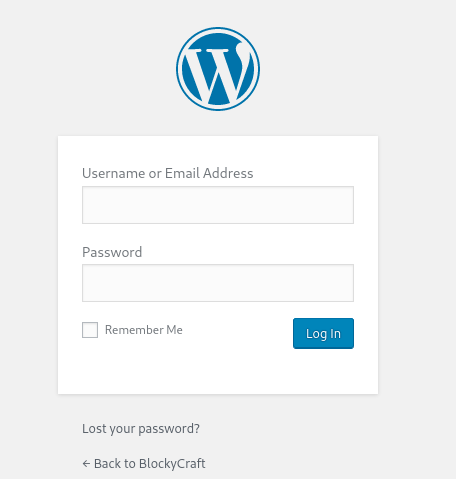 Username or Email Address
Password
Remember Me
Log In
Lost your password?
← Back to BlockyCraft